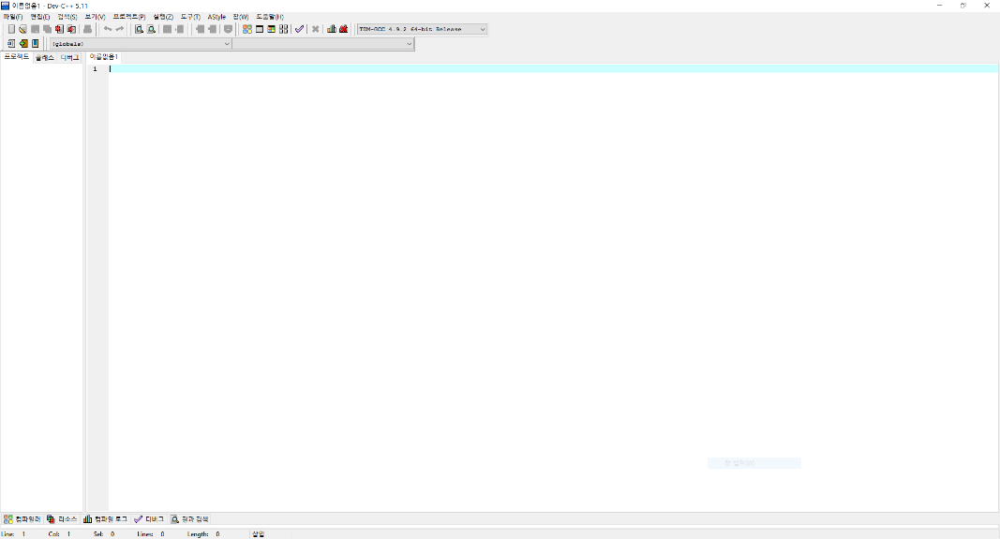 이름없음1 - Dev-C++ 5.11
파일(F) 편집(E) 검색(S) 보기(V) 프로젝트(P) 실행(Z) 도구(T) AStyle 창(W) 도움말(H)
TDM-GCC 4.9.2 64-bit Release
(globals)
프로젝트 클래스 디버그 이름없음1
1
컴파일러 리소스 컴파일 로그 디버그 결과 검색
Line: 1 Col: 1 Sel: 0 Lines: 0 Length: 0 삽입